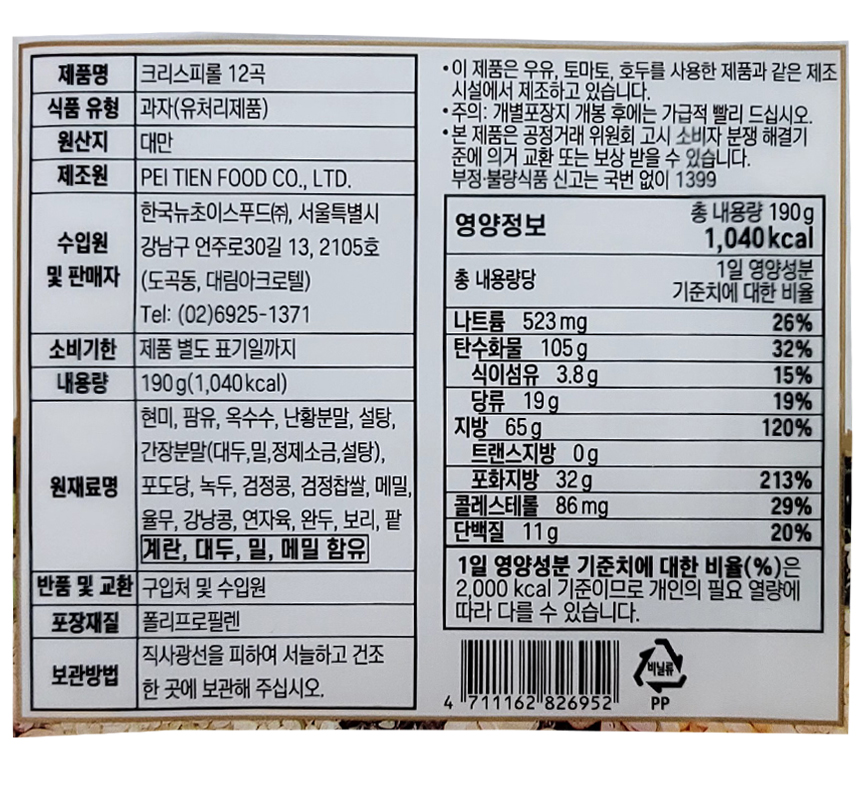 제품명 크리스피롤 12곡
식품 유형 과자(유처리제품)
원산지 대만
제조원 PEI TIEN FOOD CO., LTD.
수입원 및 판매자 한국뉴초이스푸드㈜, 서울특별시
강남구 언주로30길 13, 2105호
(도곡동, 대림아크로텔)
Tel: (02)6925-1371
소비기한 제품 별도 표기일까지
내용량 190g(1,040kcal)
원재료명 현미, 팜유, 옥수수, 난황분말, 설탕,
간장분말(대두,밀,정제소금,설탕),
포도당, 녹두, 검정콩, 검정찹쌀, 메밀,
율무, 강낭콩, 연자육, 완두, 보리, 팥
계란, 대두, 밀, 메밀 함유
반품 및 교환 구입처 및 수입원
포장재질 폴리프로필렌
보관방법 직사광선을 피하여 서늘하고 건조
한 곳에 보관해 주십시오.
•이 제품은 우유, 토마토, 호두를 사용한 제품과 같은 제조
시설에서 제조하고 있습니다.
•주의: 개별포장지 개봉 후에는 가급적 빨리 드십시오.
•본 제품은 공정거래 위원회 고시 소비자 분쟁 해결기
준에 의거 교환 또는 보상 받을 수 있습니다.
부정·불량식품 신고는 국번 없이 1399
영양정보 총 내용량 190g
1,040kcal
총 내용량당 1일 영양성분
기준치에 대한 비율
나트륨 523mg 26%
탄수화물 105g 32%
식이섬유 3.8g 15%
당류 19g 19%
지방 65g 120%
트랜스지방 0g
포화지방 32g 213%
콜레스테롤 86mg 29%
단백질 11g 20%
1일 영양성분 기준치에 대한 비율(%)은
2,000 kcal 기준이므로 개인의 필요 열량에
따라 다를 수 있습니다.
4 711162 826952
비닐류
PP